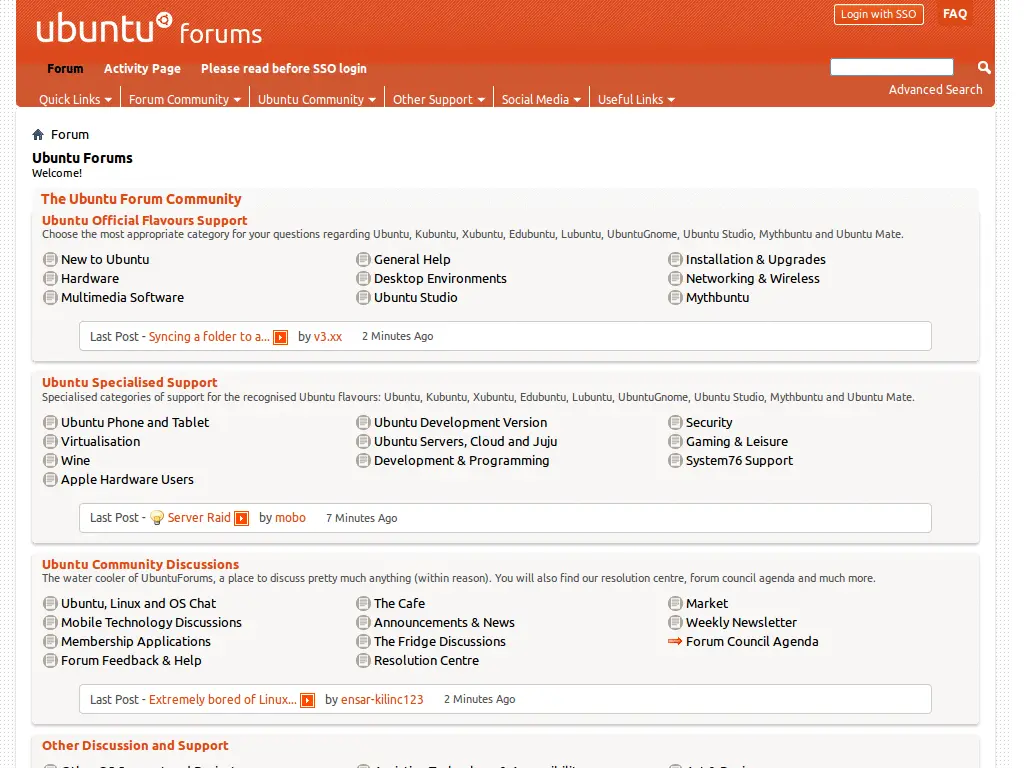 ubuntu forums
Login with SSO FAQ
Forum Activity Page Please read before SSO login
Quick Links Forum Community Ubuntu Community Other Support Social Media Useful Links
Advanced Search
Forum
Ubuntu Forums
Welcome!
The Ubuntu Forum Community
Ubuntu Official Flavours Support
Choose the most appropriate category for your questions regarding Ubuntu, Kubuntu, Xubuntu, Edubuntu, Lubuntu, UbuntuGnome, Ubuntu Studio, Mythbuntu and Ubuntu Mate.
New to Ubuntu General Help Installation & Upgrades
Hardware Desktop Environments Networking & Wireless
Multimedia Software Ubuntu Studio Mythbuntu
Last Post - Syncing a folder to a... by v3.xx 2 Minutes Ago
Ubuntu Specialised Support
Specialised categories of support for the recognised Ubuntu flavours: Ubuntu, Kubuntu, Xubuntu, Edubuntu, Lubuntu, UbuntuGnome, Ubuntu Studio, Mythbuntu and Ubuntu Mate.
Ubuntu Phone and Tablet Ubuntu Development Version Security
Virtualisation Ubuntu Servers, Cloud and Juju Gaming & Leisure
Wine Development & Programming System76 Support
Apple Hardware Users
Last Post - Server Raid by mobo 7 Minutes Ago
Ubuntu Community Discussions
The water cooler of UbuntuForums, a place to discuss pretty much anything (within reason). You will also find our resolution centre, forum council agenda and much more.
Ubuntu, Linux and OS Chat The Cafe Market
Mobile Technology Discussions Announcements & News Weekly Newsletter
Membership Applications The Fridge Discussions Forum Council Agenda
Forum Feedback & Help Resolution Centre
Last Post - Extremely bored of Linux... by ensar-kilinc123 2 Minutes Ago
Other Discussion and Support